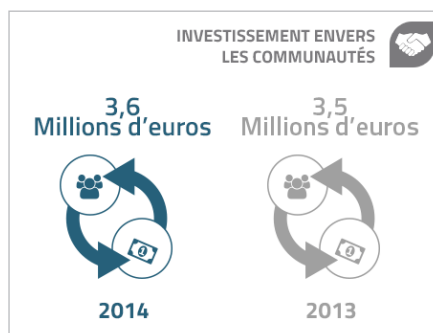 INVESTISSEMENT ENVERS
LES COMMUNAUTÉS
3,6
Millions d'euros
3,5
Millions d'euros
2014
2013